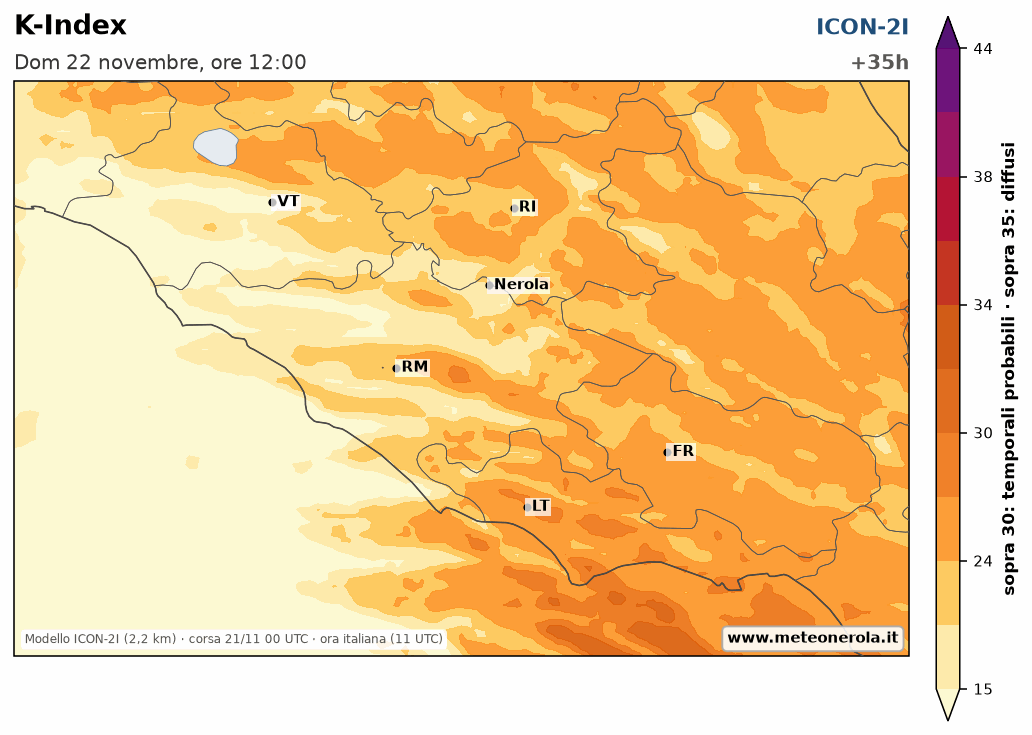 K-Index
ICON-2I
Dom 22 novembre, ore 12:00
+35h
VT
RI
Nerola
RM
FR
LT
Modello ICON-2I (2,2 km) · corsa 21/11 00 UTC · ora italiana (11 UTC)
www.meteonerola.it
44
38
34
30
24
15
sopra 30: temporali probabili · sopra 35: diffusi